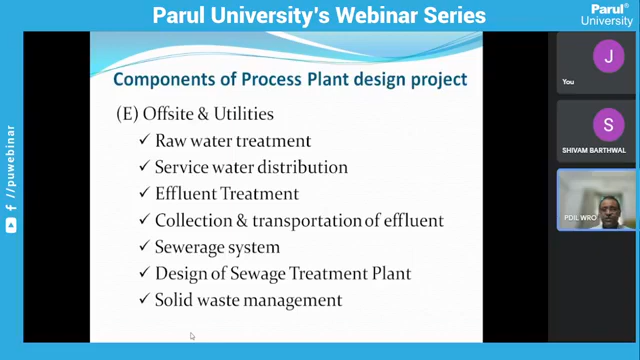 Parul University's Webinar Series
Parul®
University
Components of Process Plant design project
(E) Offsite & Utilities
✓ Raw water treatment
✓ Service water distribution
✓ Effluent Treatment
✓ Collection & transportation of effluent
✓ Sewerage system
✓ Design of Sewage Treatment Plant
✓ Solid waste management
J
You
S
SHIVAM BARTHWAL
PDIL WRO
f //puwebinar